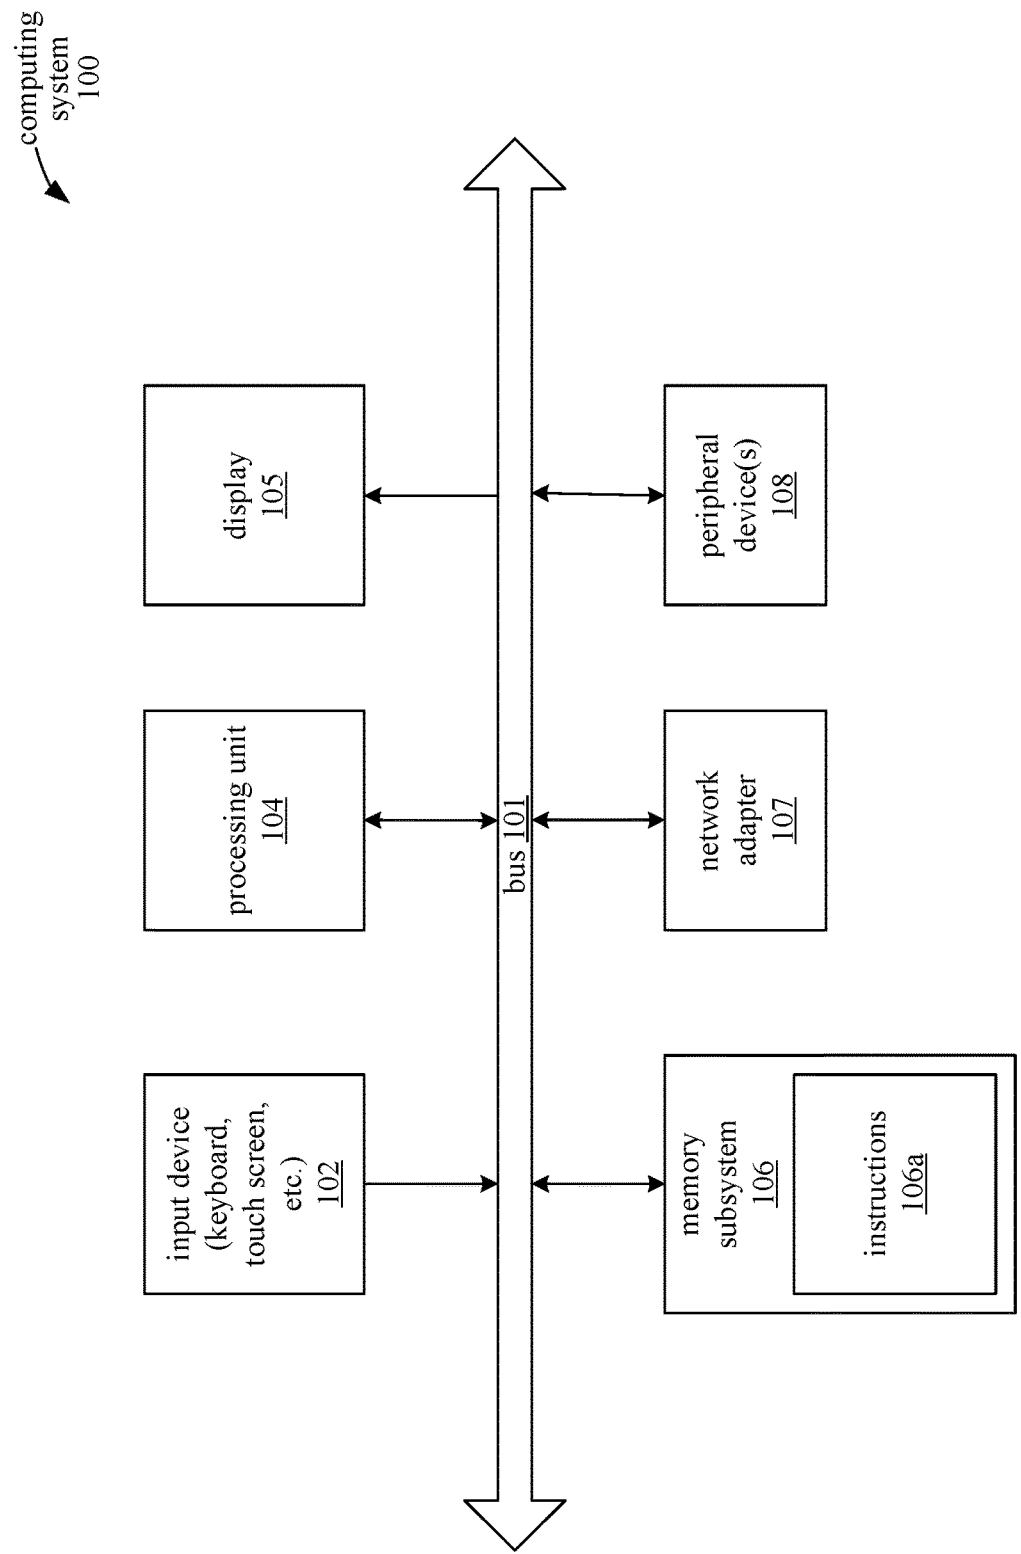 computing
system
100
input device
(keyboard,
touch screen,
etc.)
102
processing unit
104
display
105
bus 101
memory
subsystem
106
instructions
106a
network
adapter
107
peripheral
device(s)
108